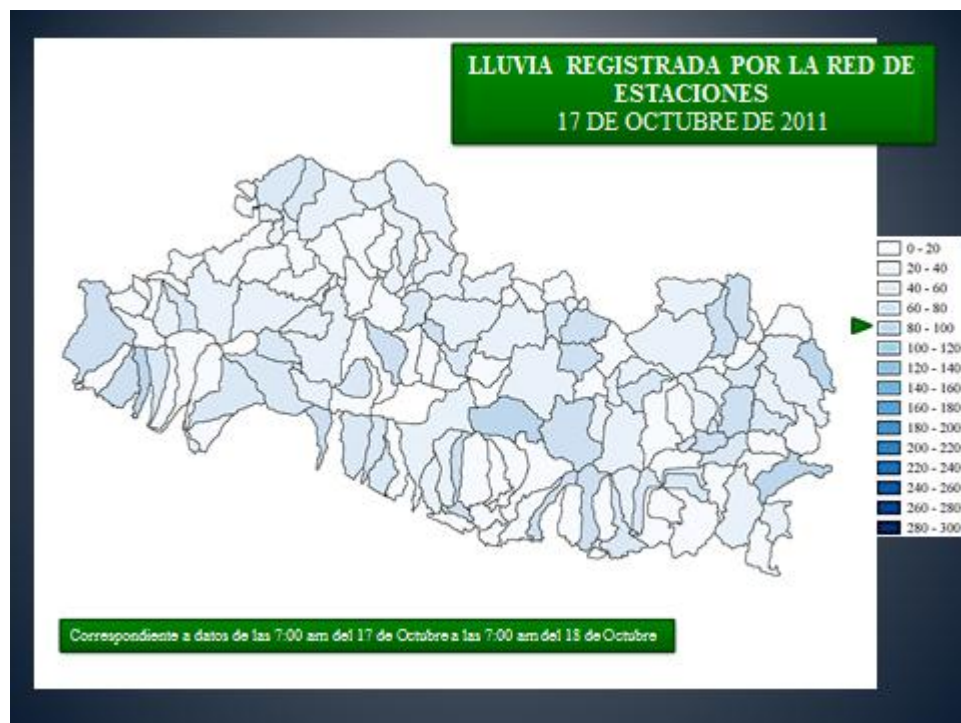 LLUVIA REGISTRADA POR LA RED DE
ESTACIONES
17 DE OCTUBRE DE 2011
0 - 20
20 - 40
40 - 60
60 - 80
80 - 100
100 - 120
120 - 140
140 - 160
160 - 180
180 - 200
200 - 220
220 - 240
240 - 260
260 - 280
280 - 300
Correspondiente a datos de las 7:00 am del 17 de Octubre a las 7:00 am del 18 de Octubre